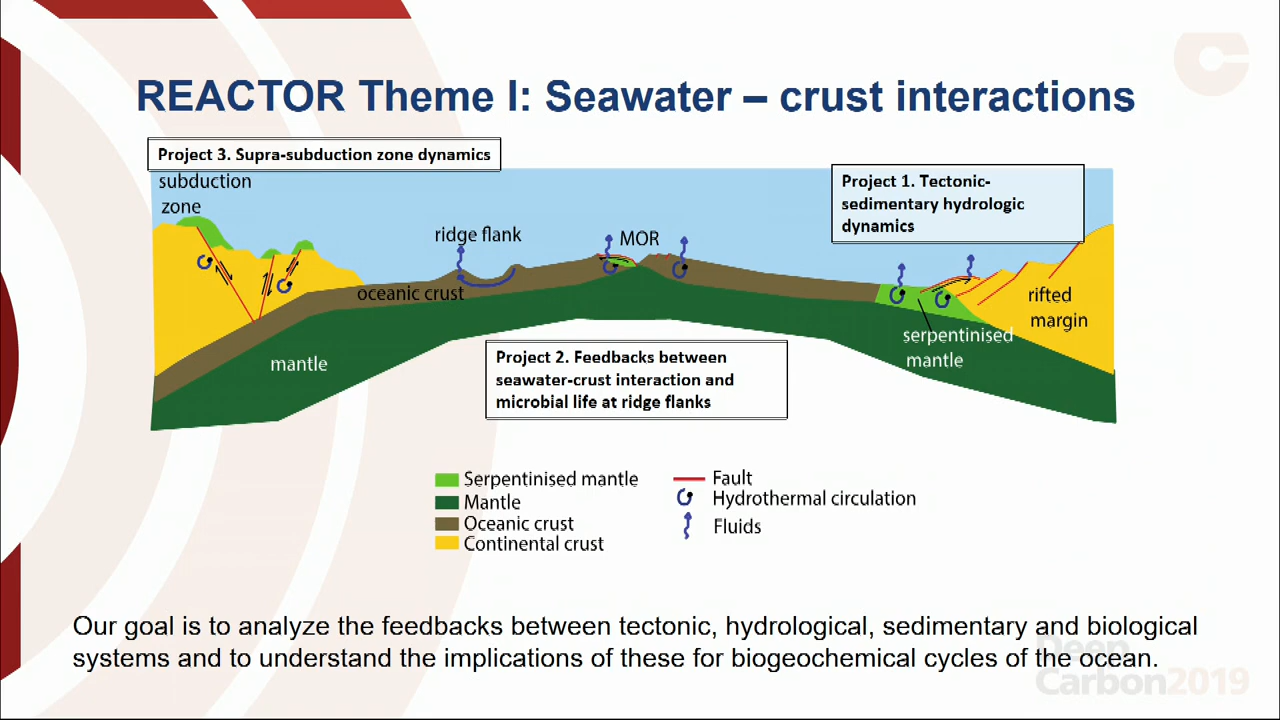 REACTOR Theme I: Seawater – crust interactions
Project 3. Supra-subduction zone dynamics
subduction
zone
Project 1. Tectonic-
sedimentary hydrologic
dynamics
ridge flank
MOR
oceanic crust
rifted
margin
serpentinised
mantle
mantle
Project 2. Feedbacks between
seawater-crust interaction and
microbial life at ridge flanks
Serpentinised mantle
Mantle
Oceanic crust
Continental crust
Fault
Hydrothermal circulation
Fluids
Our goal is to analyze the feedbacks between tectonic, hydrological, sedimentary and biological
systems and to understand the implications of these for biogeochemical cycles of the ocean.
Deep
Carbon2019